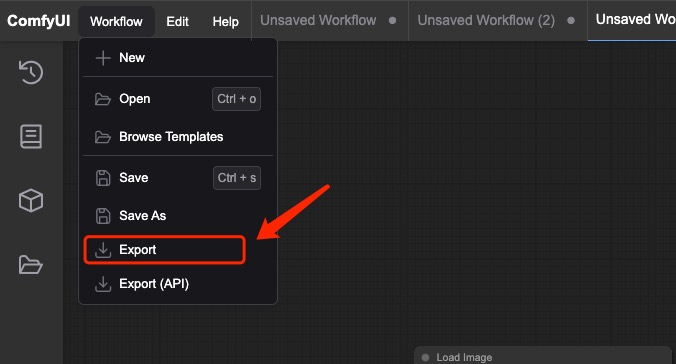 ComfyUI Workflow Edit Help Unsaved Workflow Unsaved Workflow (2) Unsaved Wo
New
Open Ctrl + o
Browse Templates
Save Ctrl + s
Save As
Export
Export (API)
Load Image